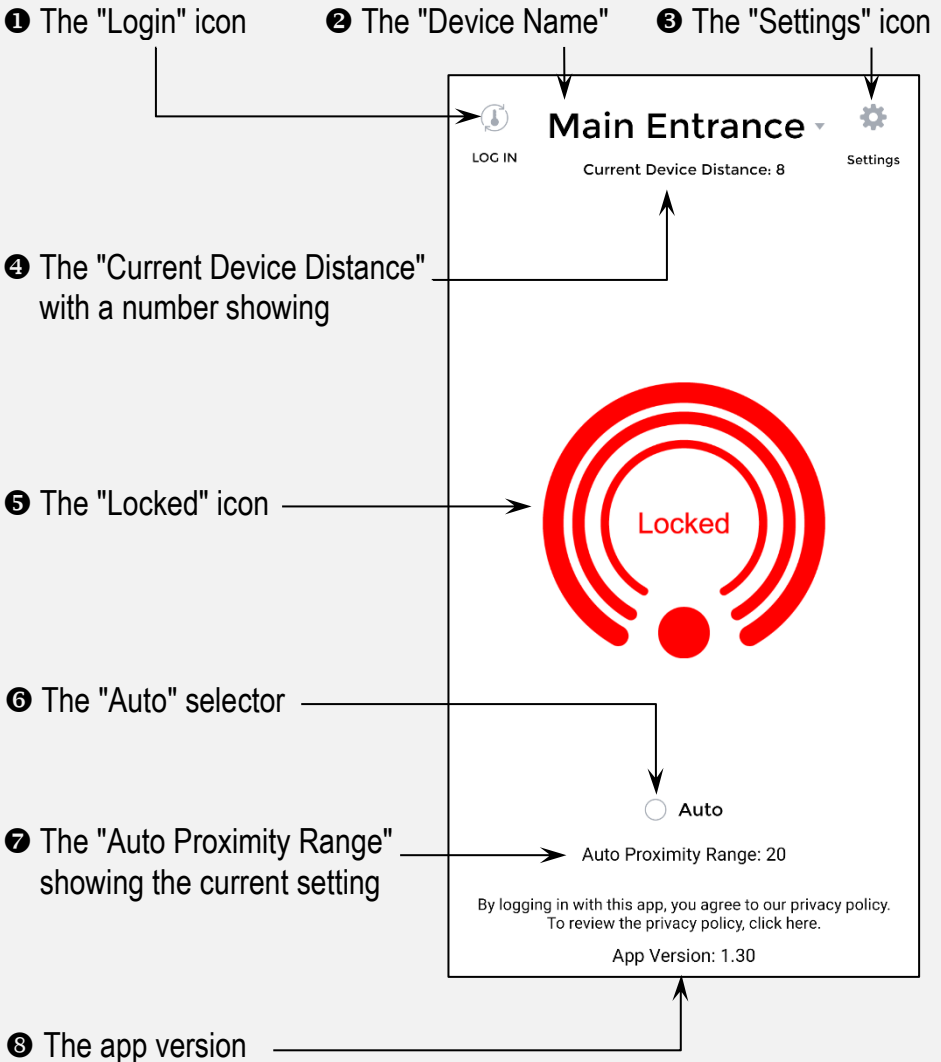 ❶ The "Login" icon
❷ The "Device Name"
❸ The "Settings" icon
LOG IN
Main Entrance
Settings
Current Device Distance: 8
❹ The "Current Device Distance"
with a number showing
❺ The "Locked" icon
Locked
❻ The "Auto" selector
Auto
❼ The "Auto Proximity Range"
showing the current setting
Auto Proximity Range: 20
By logging in with this app, you agree to our privacy policy.
To review the privacy policy, click here.
App Version: 1.30
❽ The app version